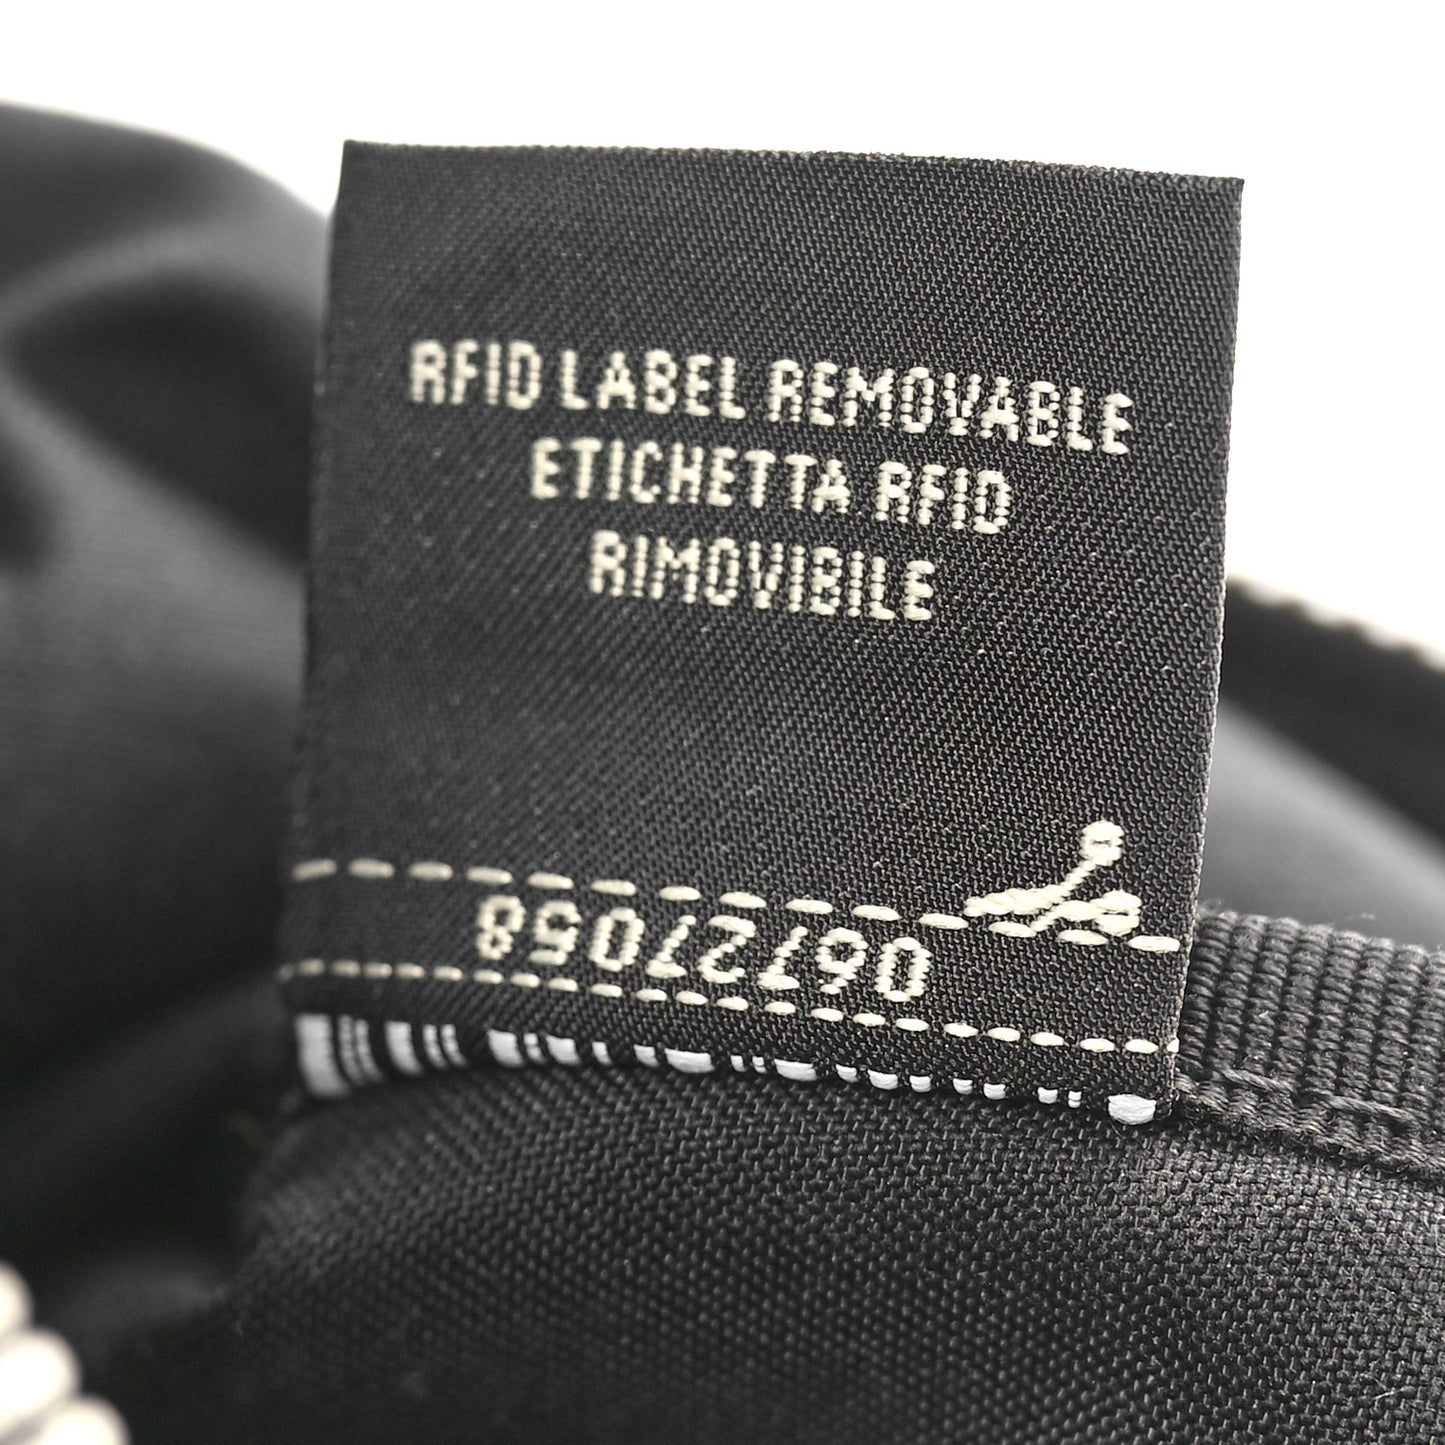 RFID LABEL REMOVABLE
ETICHETTA RFID
RIMOVIBILE
06727058